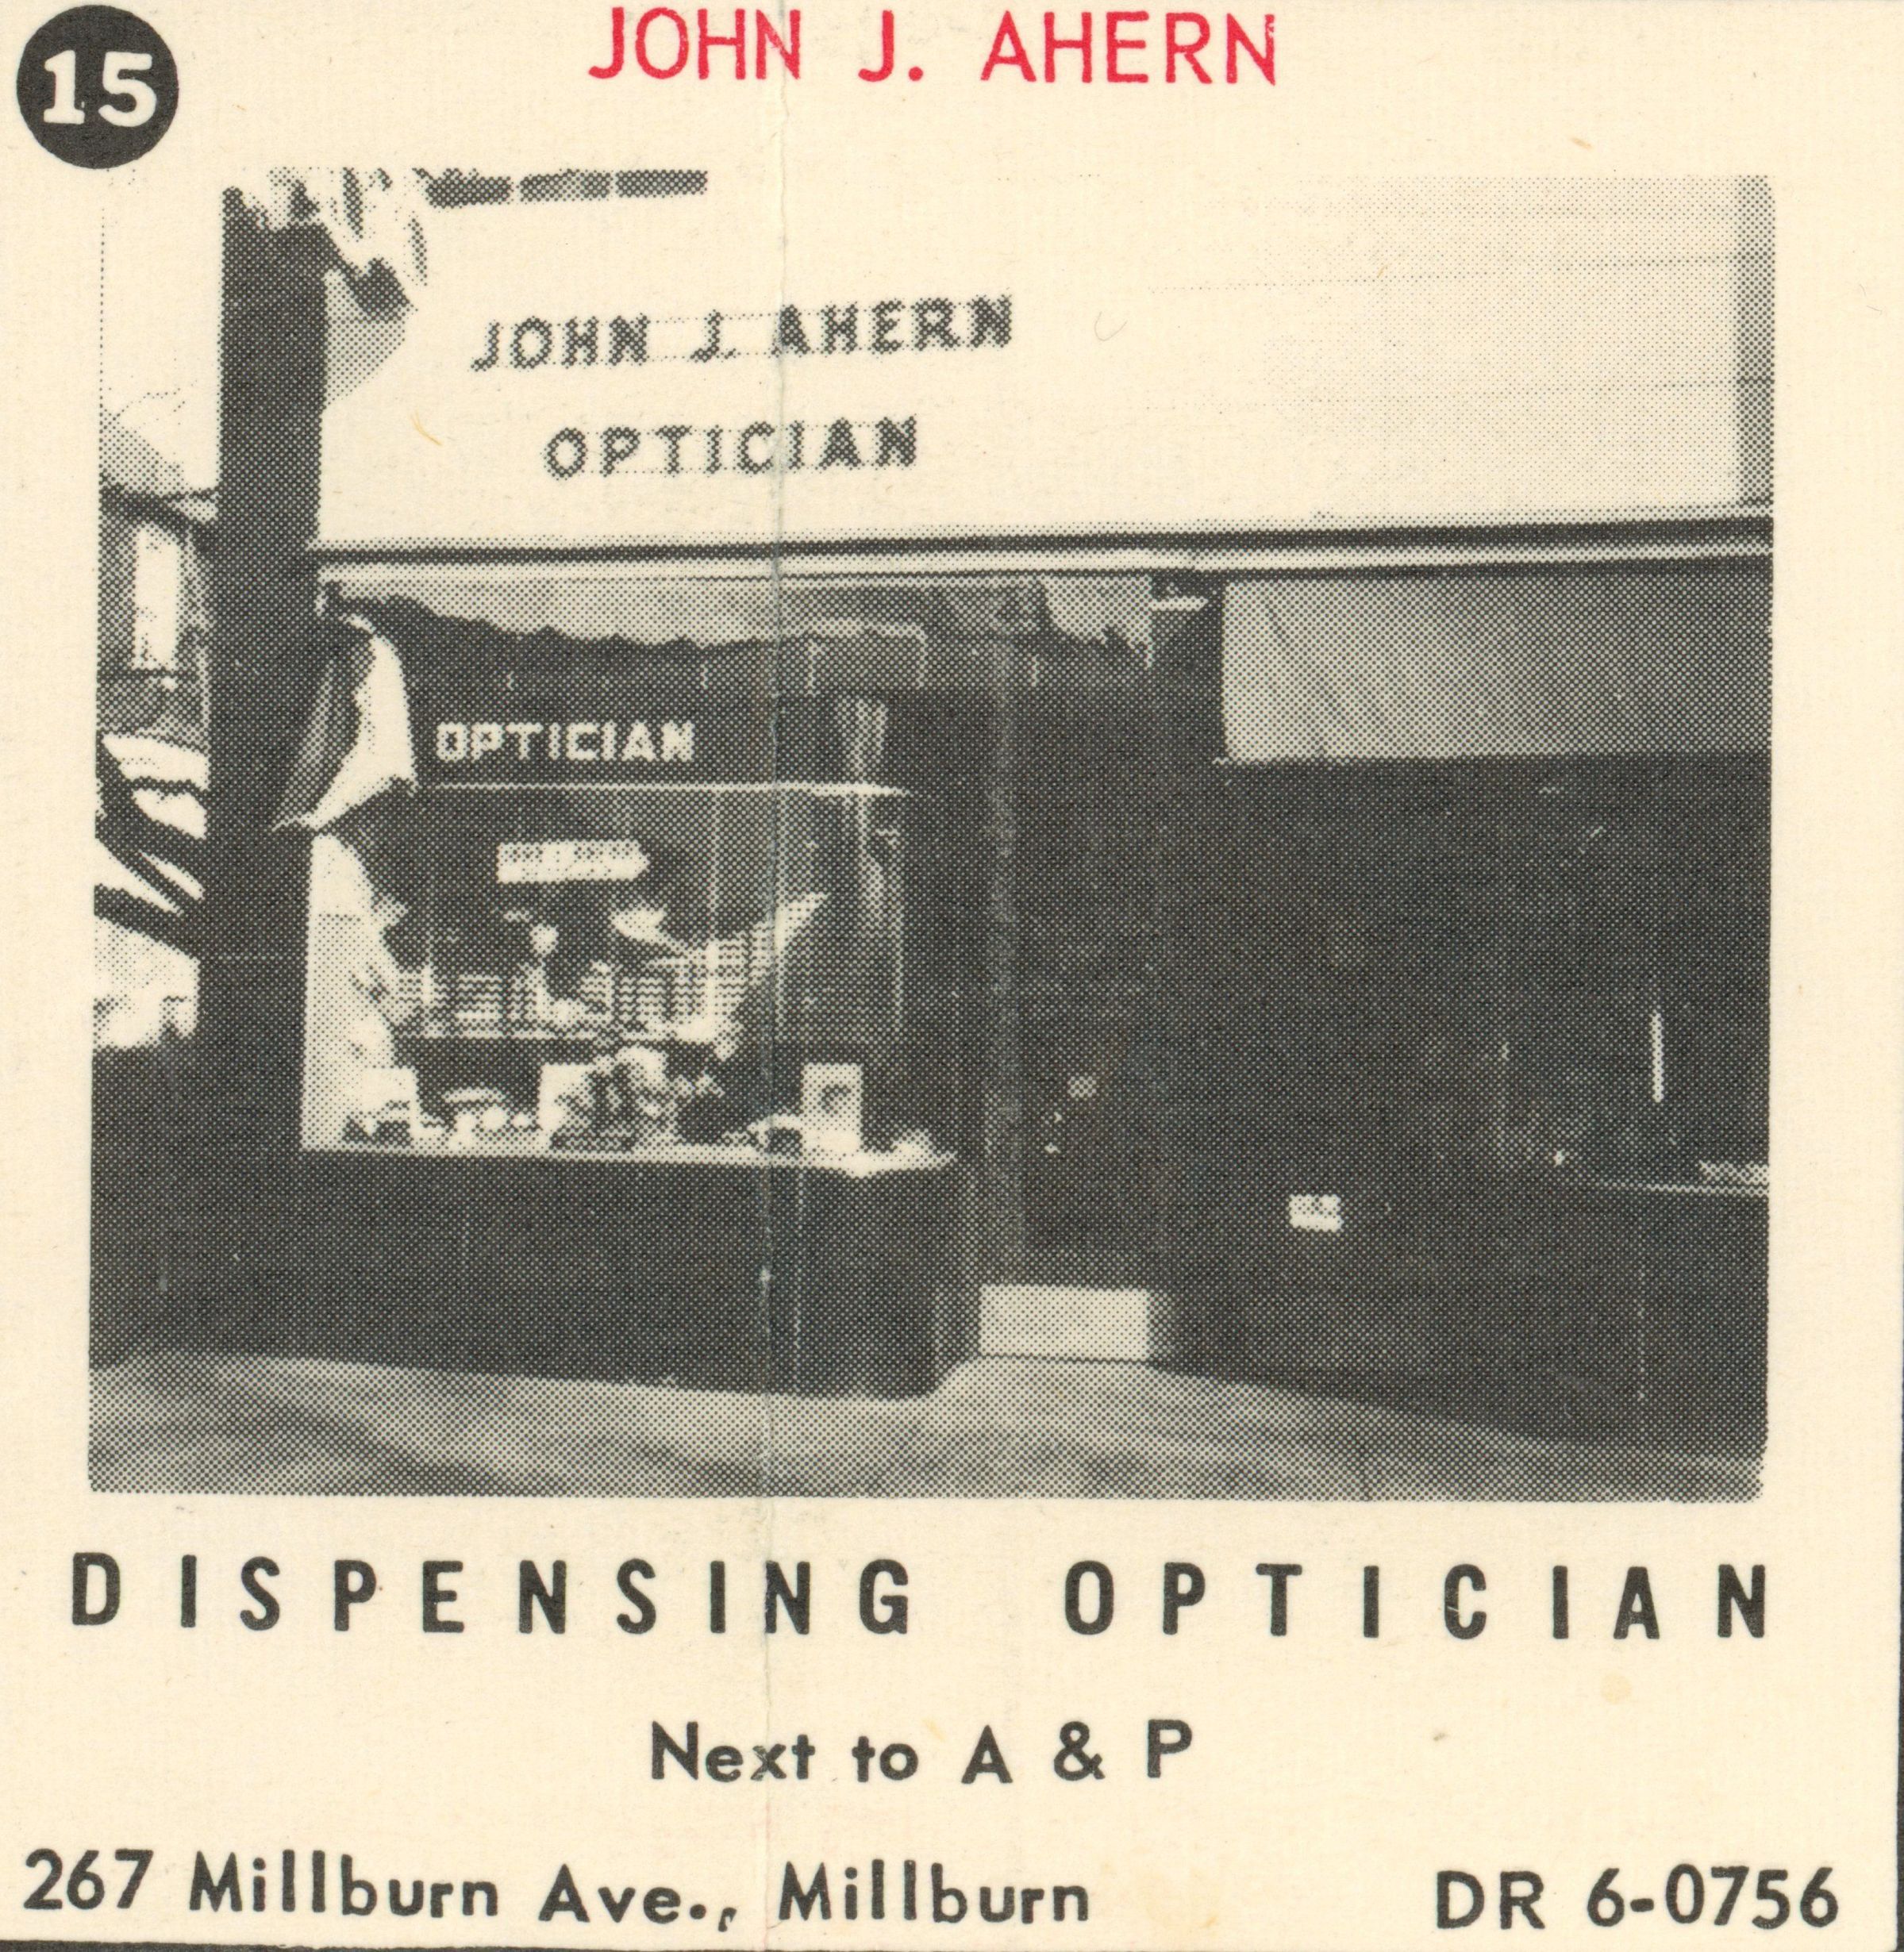 15
JOHN J. AHERN
JOHN J. AHERN
OPTICIAN
OPTICIAN
DISPENSING OPTICIAN
Next to A & P
267 Millburn Ave., Millburn DR 6-0756